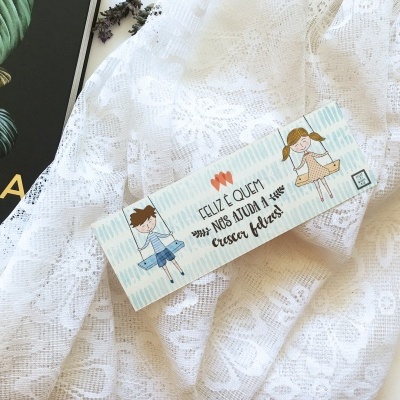 FELIZ É QUEM
NOS AJUDA A
crescer felizes!
A